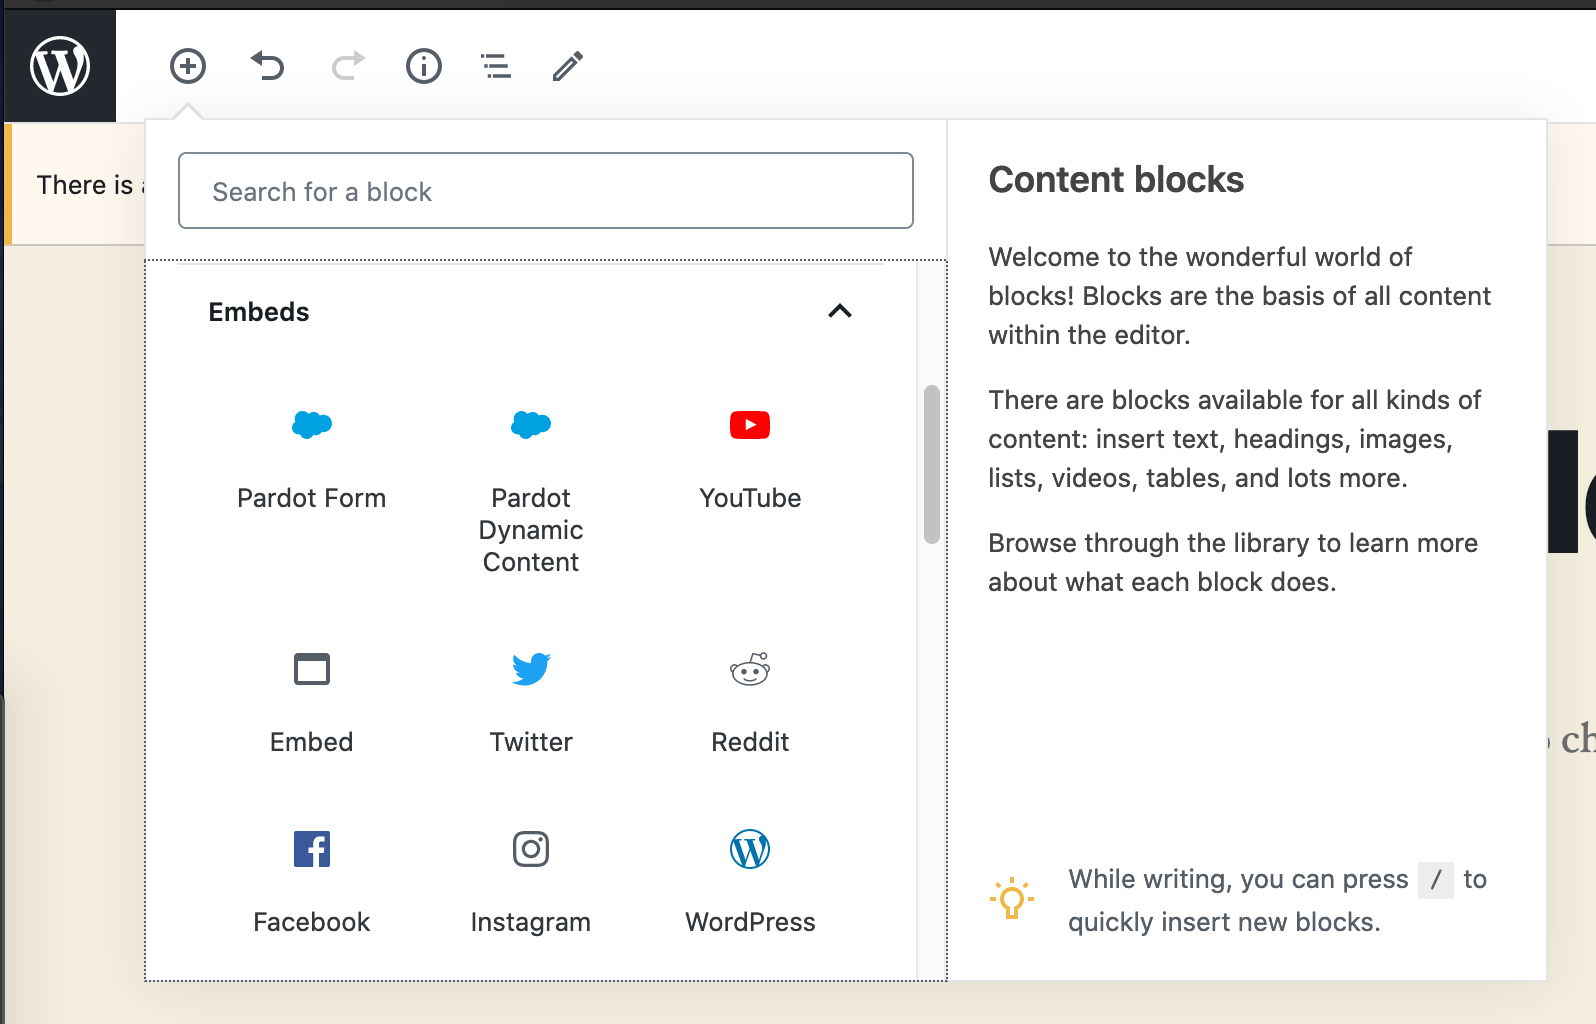 There is
Search for a block
Embeds
Pardot Form
Pardot
Dynamic
Content
YouTube
Embed
Twitter
Reddit
Facebook
Instagram
WordPress
Content blocks
Welcome to the wonderful world of
blocks! Blocks are the basis of all content
within the editor.
There are blocks available for all kinds of
content: insert text, headings, images,
lists, videos, tables, and lots more.
Browse through the library to learn more
about what each block does.
While writing, you can press / to
quickly insert new blocks.